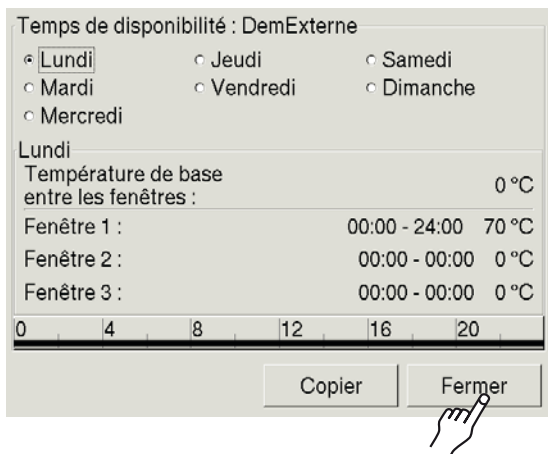 Temps de disponibilité : DemExterne
Lundi Jeudi Samedi
Mardi Vendredi Dimanche
Mercredi
Lundi
Température de base
entre les fenêtres : 0 °C
Fenêtre 1 : 00:00 - 24:00 70 °C
Fenêtre 2 : 00:00 - 00:00 0 °C
Fenêtre 3 : 00:00 - 00:00 0 °C
0 4 8 12 16 20
Copier Fermer